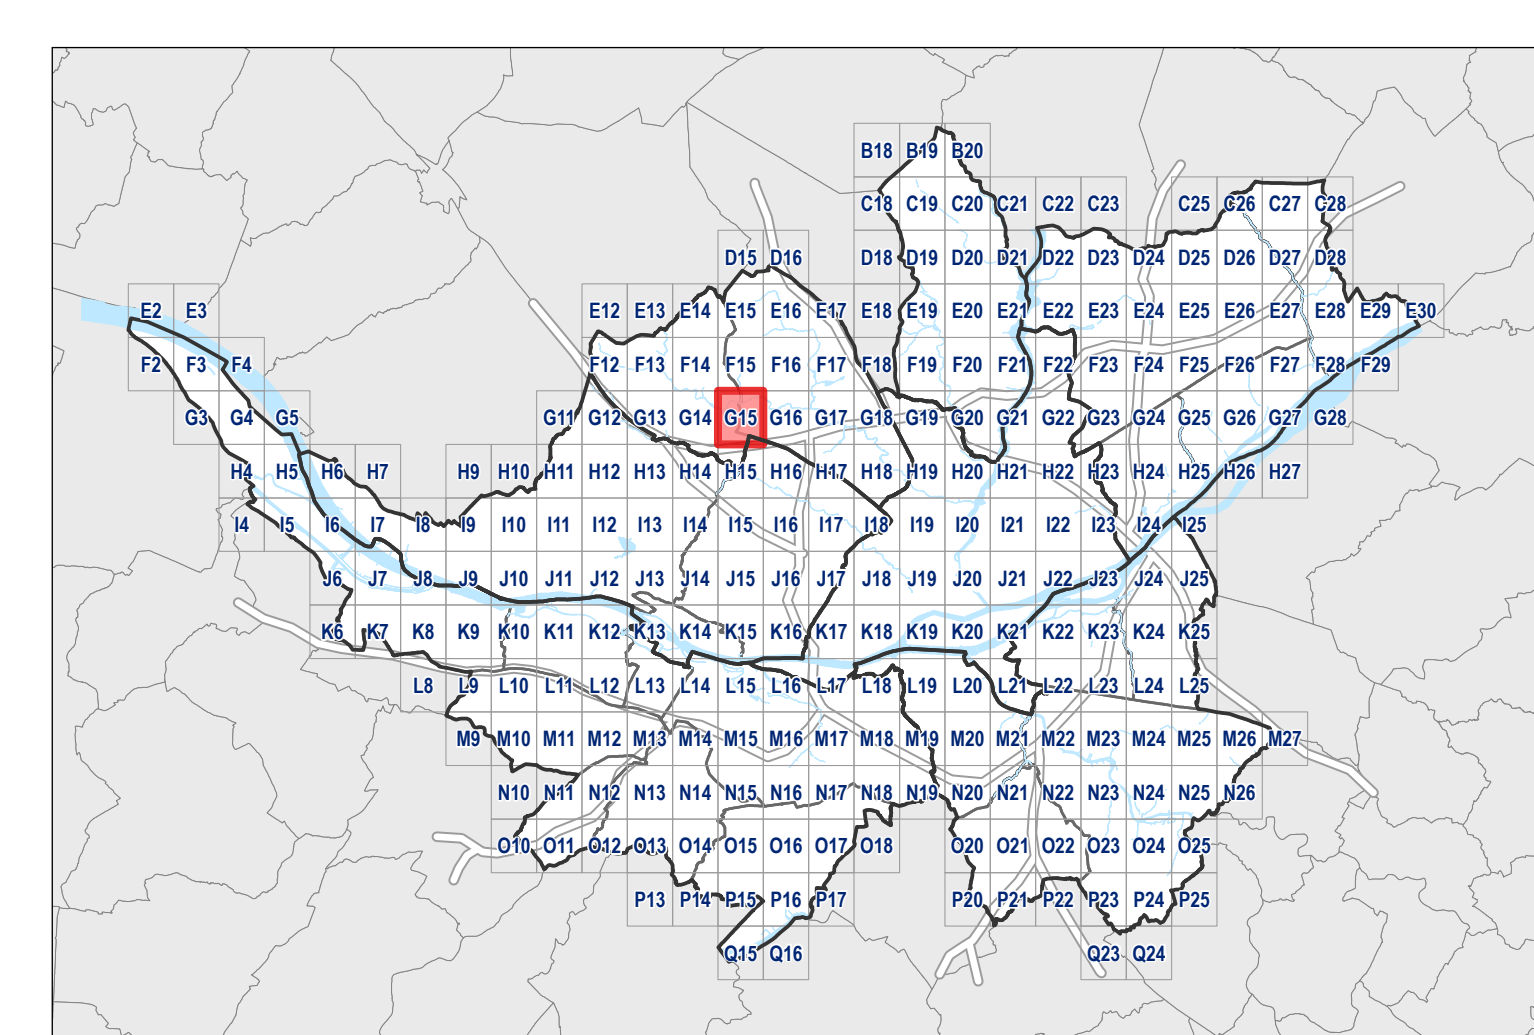 B18 B19 B20
C18 C19 C20 C21 C22 C23 C25 C26 C27 C28
D15 D16 D18 D19 D20 D21 D22 D23 D24 D25 D26 D27 D28
E2 E3 E12 E13 E14 E15 E16 E17 E18 E19 E20 E21 E22 E23 E24 E25 E26 E27 E28 E29 E30
F2 F3 F4 F12 F13 F14 F15 F16 F17 F18 F19 F20 F21 F22 F23 F24 F25 F26 F27 F28 F29
G3 G4 G5 G11 G12 G13 G14 G15 G16 G17 G18 G19 G20 G21 G22 G23 G24 G25 G26 G27 G28
H4 H5 H6 H7 H9 H10 H11 H12 H13 H14 H15 H16 H17 H18 H19 H20 H21 H22 H23 H24 H25 H26 H27
I4 I5 I6 I7 I8 I9 I10 I11 I12 I13 I14 I15 I16 I17 I18 I19 I20 I21 I22 I23 I24 I25
J6 J7 J8 J9 J10 J11 J12 J13 J14 J15 J16 J17 J18 J19 J20 J21 J22 J23 J24 J25
K6 K7 K8 K9 K10 K11 K12 K13 K14 K15 K16 K17 K18 K19 K20 K21 K22 K23 K24 K25
L8 L9 L10 L11 L12 L13 L14 L15 L16 L17 L18 L19 L20 L21 L22 L23 L24 L25
M9 M10 M11 M12 M13 M14 M15 M16 M17 M18 M19 M20 M21 M22 M23 M24 M25 M26 M27
N10 N11 N12 N13 N14 N15 N16 N17 N18 N19 N20 N21 N22 N23 N24 N25 N26
O10 O11 O12 O13 O14 O15 O16 O17 O18 O20 O21 O22 O23 O24 O25
P13 P14 P15 P16 P17 P20 P21 P22 P23 P24 P25
Q15 Q16 Q23 Q24